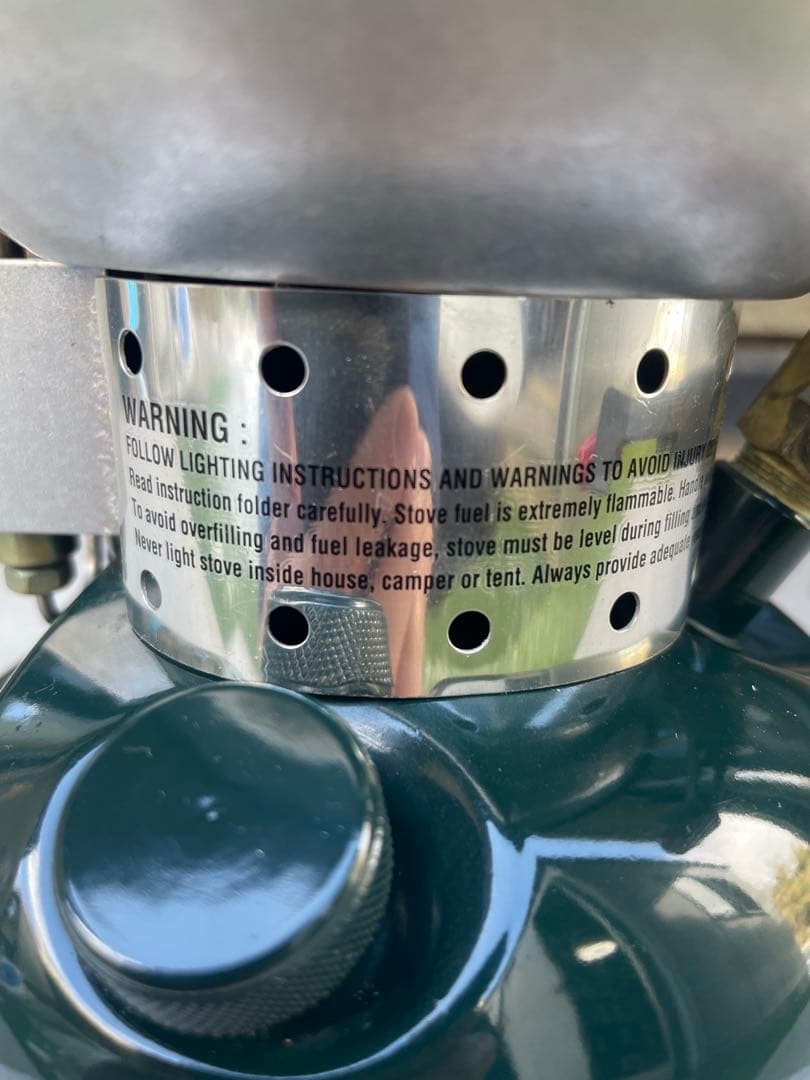 WARNING :
FOLLOW LIGHTING INSTRUCTIONS AND WARNINGS TO AVOID INJURY
Read instruction folder carefully. Stove fuel is extremely flammable.
To avoid overfilling and fuel leakage, stove must be level during filling
Never light stove inside house, camper or tent. Always provide adequate